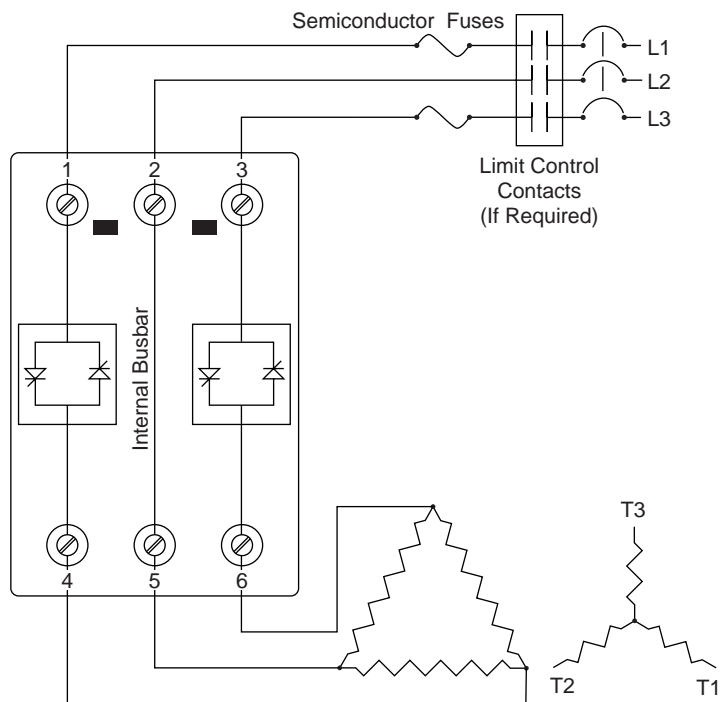 Semiconductor Fuses
L1
L2
L3
Limit Control
Contacts
(If Required)
1
2
3
Internal Busbar
4
5
6
T3
T2
T1